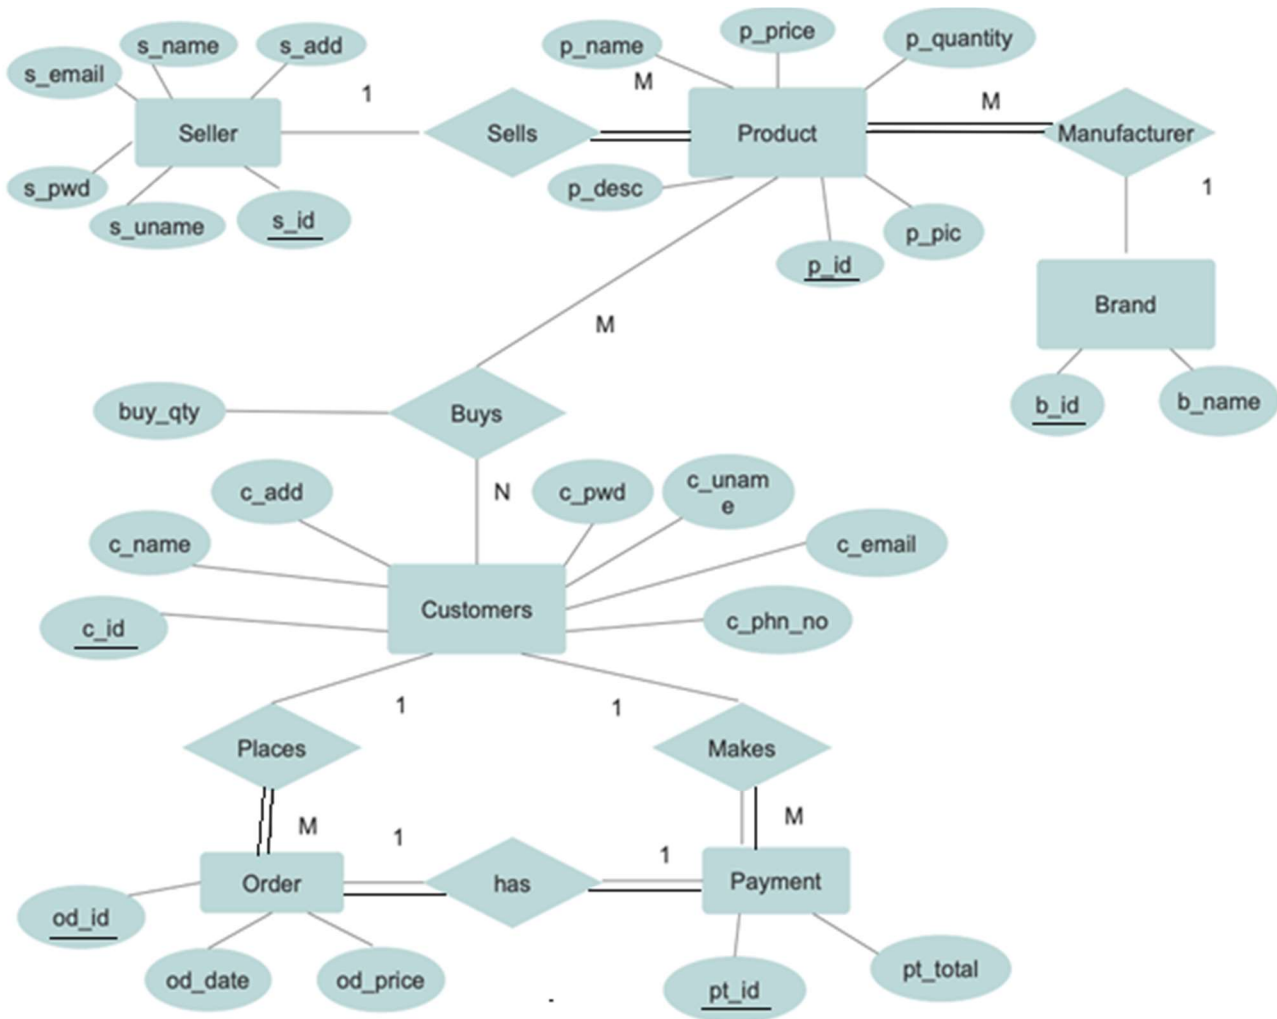 s_name
s_add
s_email
Seller
s_pwd
s_uname
s_id
1
Sells
M
p_name
p_price
p_quantity
Product
M
Manufacturer
p_desc
p_id
p_pic
1
Brand
b_id
b_name
M
buy_qty
Buys
N
c_add
c_pwd
c_unam
e
c_name
c_email
c_id
Customers
c_phn_no
1
1
Places
Makes
M
M
1
1
Order
has
Payment
od_id
od_date
od_price
pt_id
pt_total